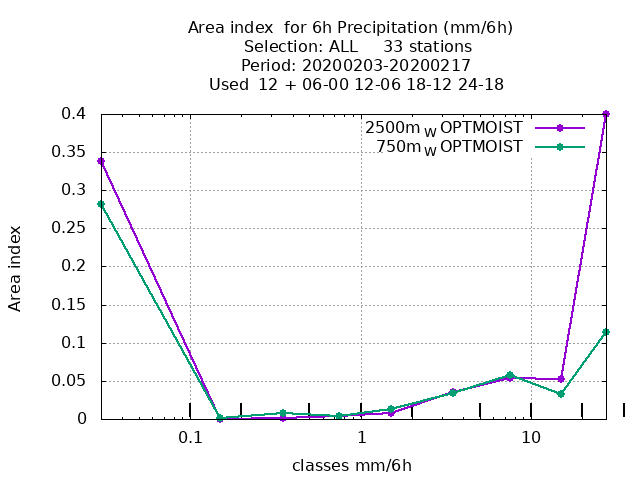 Area index  for 6h Precipitation (mm/6h)
Selection: ALL     33 stations
Period: 20200203-20200217
Used  12 + 06-00 12-06 18-12 24-18
2500m W OPTMOIST
750m W OPTMOIST
0.4
0.35
0.3
0.25
0.2
0.15
0.1
0.05
0
Area index
0.1 1 10
classes mm/6h